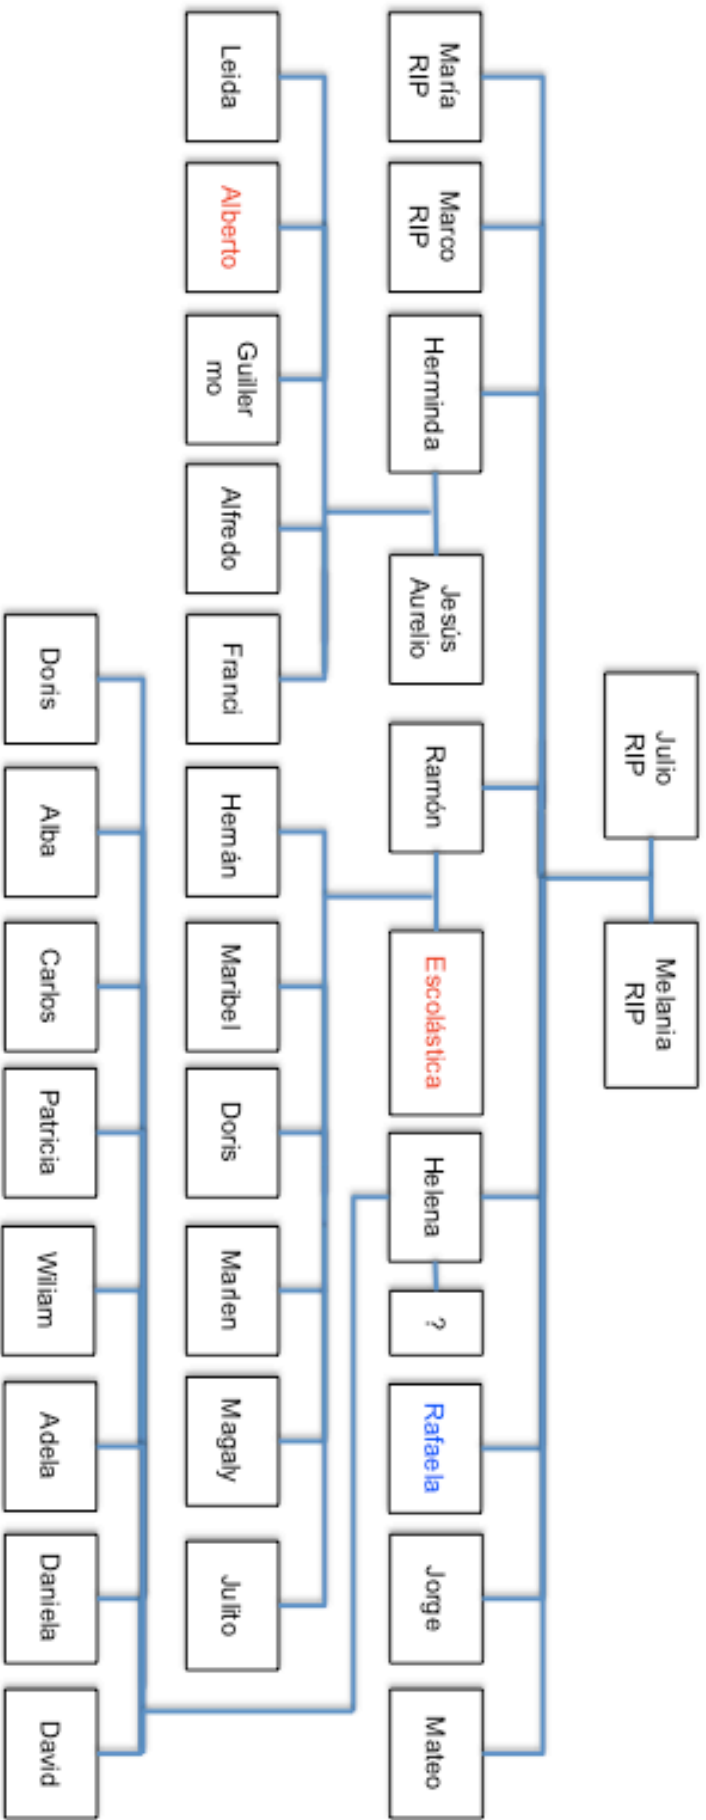 Julio
RIP
Melania
RIP
María
RIP
Marco
RIP
Herminda
Jesús
Aurelio
Ramón
Escolástica
Helena
?
Rafaela
Jorge
Mateo
Leida
Alberto
Guiller
mo
Alfredo
Franci
Hernán
Maribel
Doris
Marlen
Magaly
Julito
Doris
Alba
Carlos
Patricia
Wiliam
Adela
Daniela
David